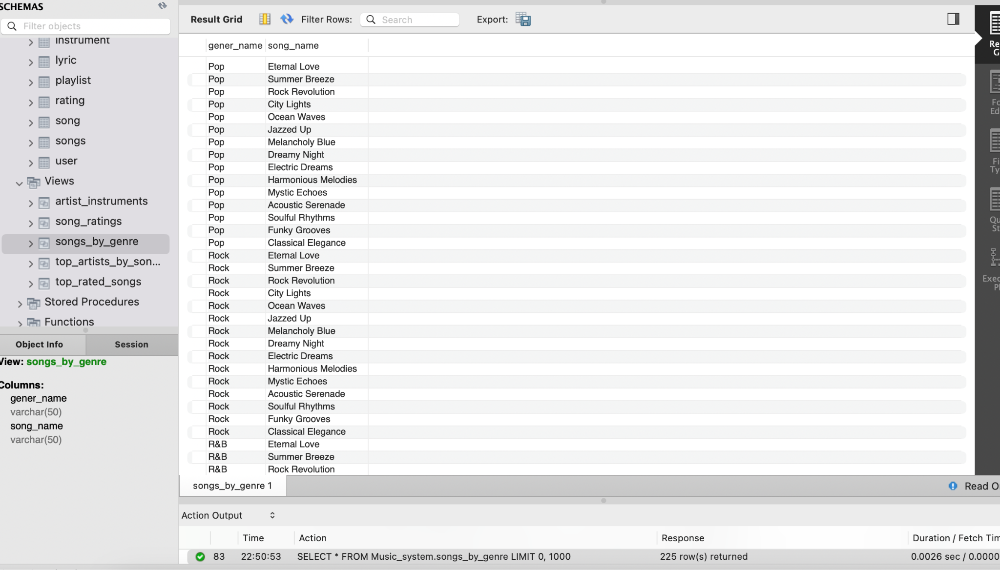 SCHEMAS
Filter objects
instrument
lyric
playlist
rating
song
songs
user
Views
artist_instruments
song_ratings
songs_by_genre
top_artists_by_son...
top_rated_songs
Stored Procedures
Functions
Object Info Session
View: songs_by_genre
Columns:
gener_name
varchar(50)
song_name
varchar(50)
Result Grid Filter Rows: Search Export:
gener_name song_name
Pop Eternal Love
Pop Summer Breeze
Pop Rock Revolution
Pop City Lights
Pop Ocean Waves
Pop Jazzed Up
Pop Melancholy Blue
Pop Dreamy Night
Pop Electric Dreams
Pop Harmonious Melodies
Pop Mystic Echoes
Pop Acoustic Serenade
Pop Soulful Rhythms
Pop Funky Grooves
Pop Classical Elegance
Rock Eternal Love
Rock Summer Breeze
Rock Rock Revolution
Rock City Lights
Rock Ocean Waves
Rock Jazzed Up
Rock Melancholy Blue
Rock Dreamy Night
Rock Electric Dreams
Rock Harmonious Melodies
Rock Mystic Echoes
Rock Acoustic Serenade
Rock Soulful Rhythms
Rock Funky Grooves
Rock Classical Elegance
R&B Eternal Love
R&B Summer Breeze
R&B Rock Revolution
songs_by_genre 1 Read O
Action Output
Time Action Response Duration / Fetch Tim
83 22:50:53 SELECT * FROM Music_system.songs_by_genre LIMIT 0, 1000 225 row(s) returned 0.0026 sec / 0.0000
Re
G
Fo
Ed
Fi
Ty
Qu
St
Exec
Pl